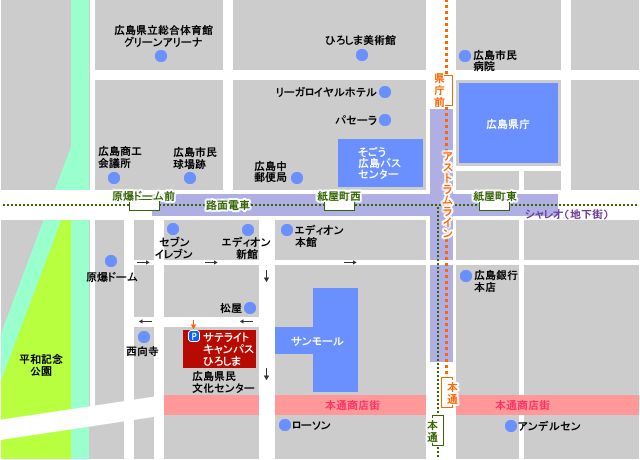 広島県立総合体育館
グリーンアリーナ
ひろしま美術館
広島市民
病院
県庁前
リーガロイヤルホテル
パセーラ
広島県庁
広島商工
会議所
広島市民
球場跡
広島中
郵便局
そごう
広島バス
センター
アストラムライン
原爆ドーム前
路面電車
紙屋町西
紙屋町東
シャレオ(地下街)
セブン
イレブン
エディオン
新館
エディオン
本館
原爆ドーム
広島銀行
本店
松屋
P
サテライト
キャンパス
ひろしま
サンモール
西向寺
平和記念
公園
広島県民
文化センター
本通
本通商店街
本通商店街
本通
ローソン
アンデルセン